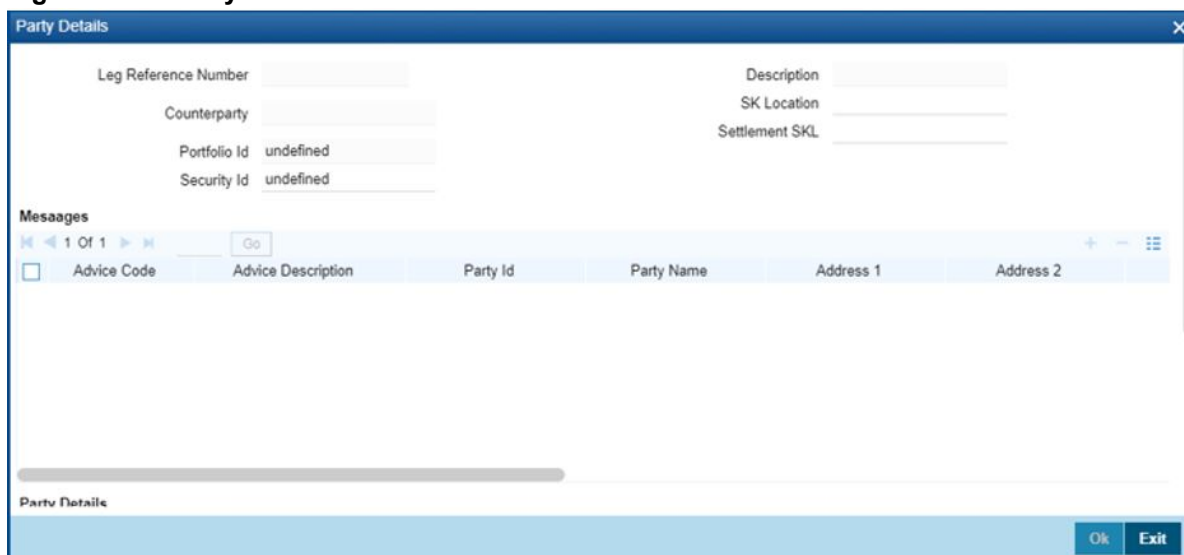 Party Details
Leg Reference Number
Description
Counterparty
SK Location
Settlement SKL
Portfolio Id undefined
Security Id undefined
Mesaages
1 Of 1 Go
Advice Code Advice Description Party Id Party Name Address 1 Address 2
Party Details
Ok Exit